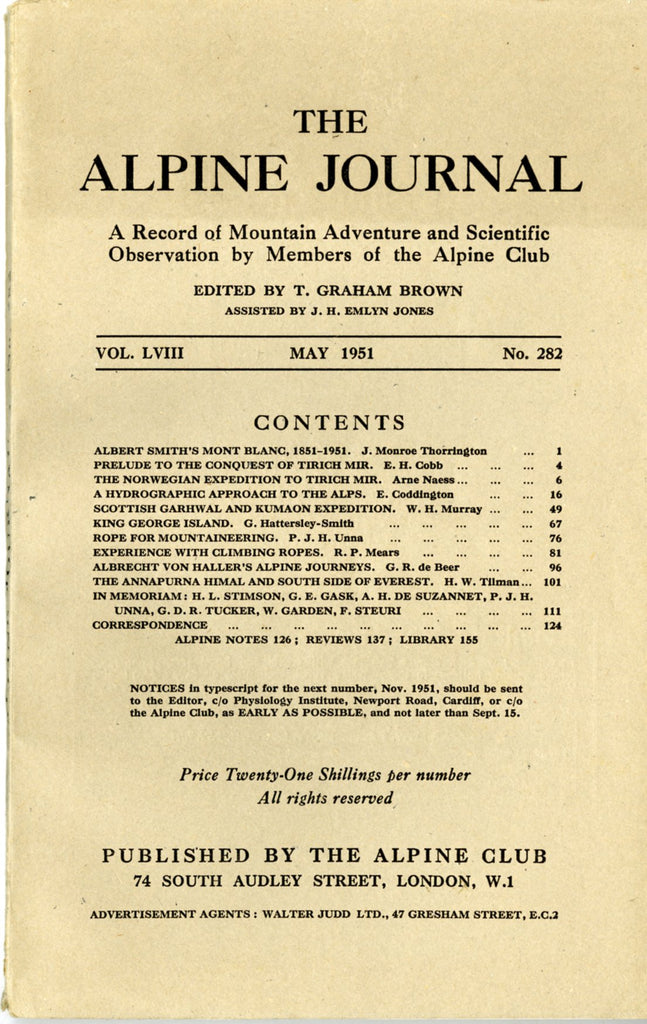 THE
ALPINE JOURNAL
A Record of Mountain Adventure and Scientific
Observation by Members of the Alpine Club
EDITED BY T. GRAHAM BROWN
ASSISTED BY J. H. EMLYN JONES
VOL. LVIII MAY 1951 No. 282
CONTENTS
ALBERT SMITH'S MONT BLANC, 1851-1951. J. Monroe Thorrington ... 1
PRELUDE TO THE CONQUEST OF TIRICH MIR. E. H. Cobb ... ... ... 4
THE NORWEGIAN EXPEDITION TO TIRICH MIR. Arne Naess ... ... ... 6
A HYDROGRAPHIC APPROACH TO THE ALPS. E. Coddington ... ... 16
SCOTTISH GARHWAL AND KUMAON EXPEDITION. W. H. Murray ... ... 49
KING GEORGE ISLAND. G. Hattersley-Smith ... ... ... ... ... 67
ROPE FOR MOUNTAINEERING. P. J. H. Unna ... ... ... ... ... 76
EXPERIENCE WITH CLIMBING ROPES. R. P. Mears ... ... ... ... 81
ALBRECHT VON HALLER'S ALPINE JOURNEYS. G. R. de Beer ... ... 96
THE ANNAPURNA HIMAL AND SOUTH SIDE OF EVEREST. H. W. Tilman ... 101
IN MEMORIAM : H. L. STIMSON, G. E. GASK, A. H. DE SUZANNET, P. J. H.
UNNA, G. D. R. TUCKER, W. GARDEN, F. STEURI ... ... ... ... 111
CORRESPONDENCE ... ... ... ... ... ... ... ... ... ... 124
ALPINE NOTES 126 ; REVIEWS 137 ; LIBRARY 155
NOTICES in typescript for the next number, Nov. 1951, should be sent
to the Editor, c/o Physiology Institute, Newport Road, Cardiff, or c/o
the Alpine Club, as EARLY AS POSSIBLE, and not later than Sept. 15.
Price Twenty-One Shillings per number
All rights reserved
PUBLISHED BY THE ALPINE CLUB
74 SOUTH AUDLEY STREET, LONDON, W.1
ADVERTISEMENT AGENTS : WALTER JUDD LTD., 47 GRESHAM STREET, E.C.2